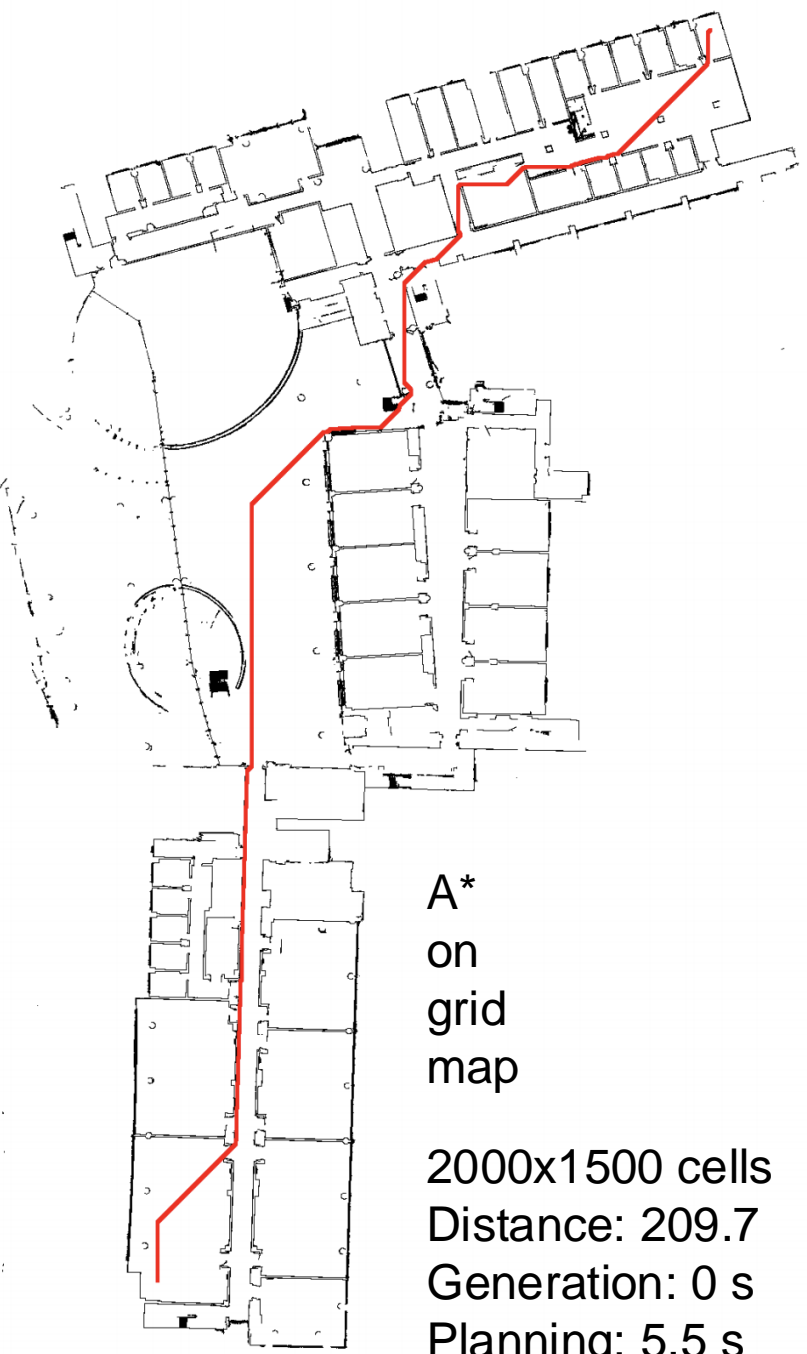 A*
on
grid
map
2000x1500 cells
Distance: 209.7
Generation: 0 s
Planning: 5.5 s